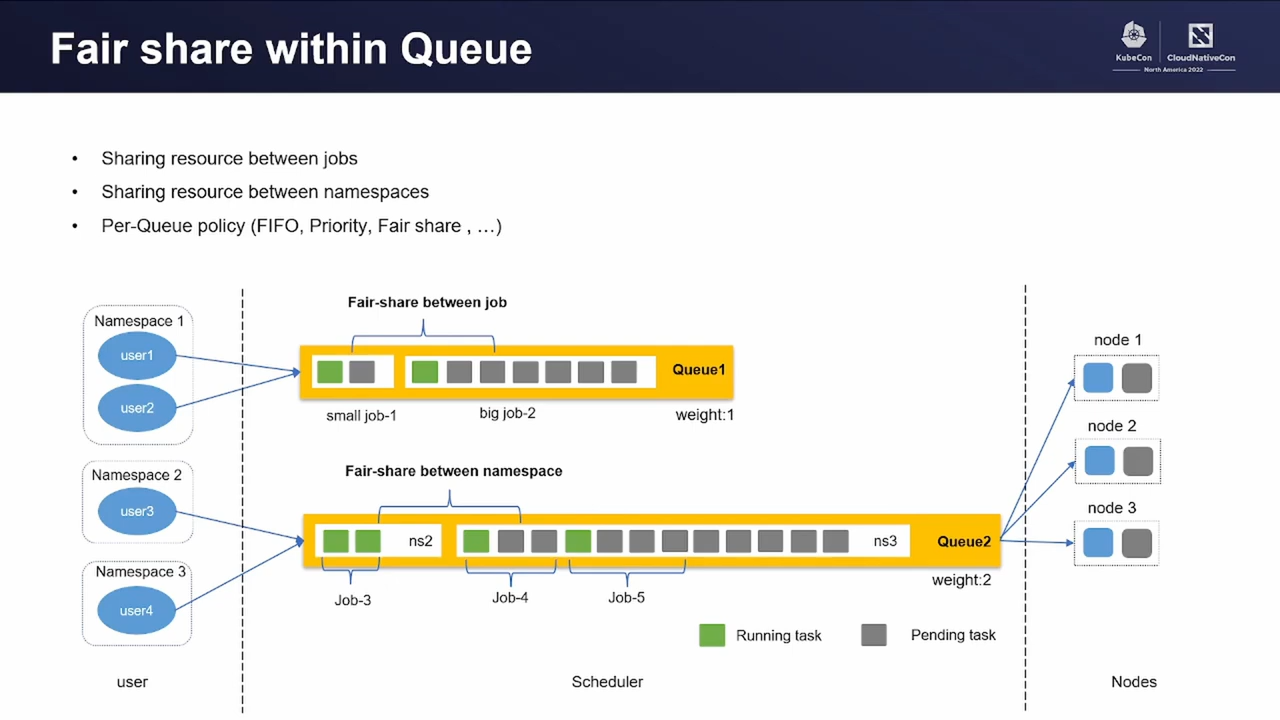 Fair share within Queue
KubeCon
CloudNativeCon
North America 2022
• Sharing resource between jobs
• Sharing resource between namespaces
• Per-Queue policy (FIFO, Priority, Fair share , …)
Namespace 1
user1
user2
Namespace 2
user3
Namespace 3
user4
user
Fair-share between job
Queue1
small job-1
big job-2
weight:1
Fair-share between namespace
ns2
ns3
Queue2
weight:2
Job-3
Job-4
Job-5
Running task
Pending task
Scheduler
node 1
node 2
node 3
Nodes